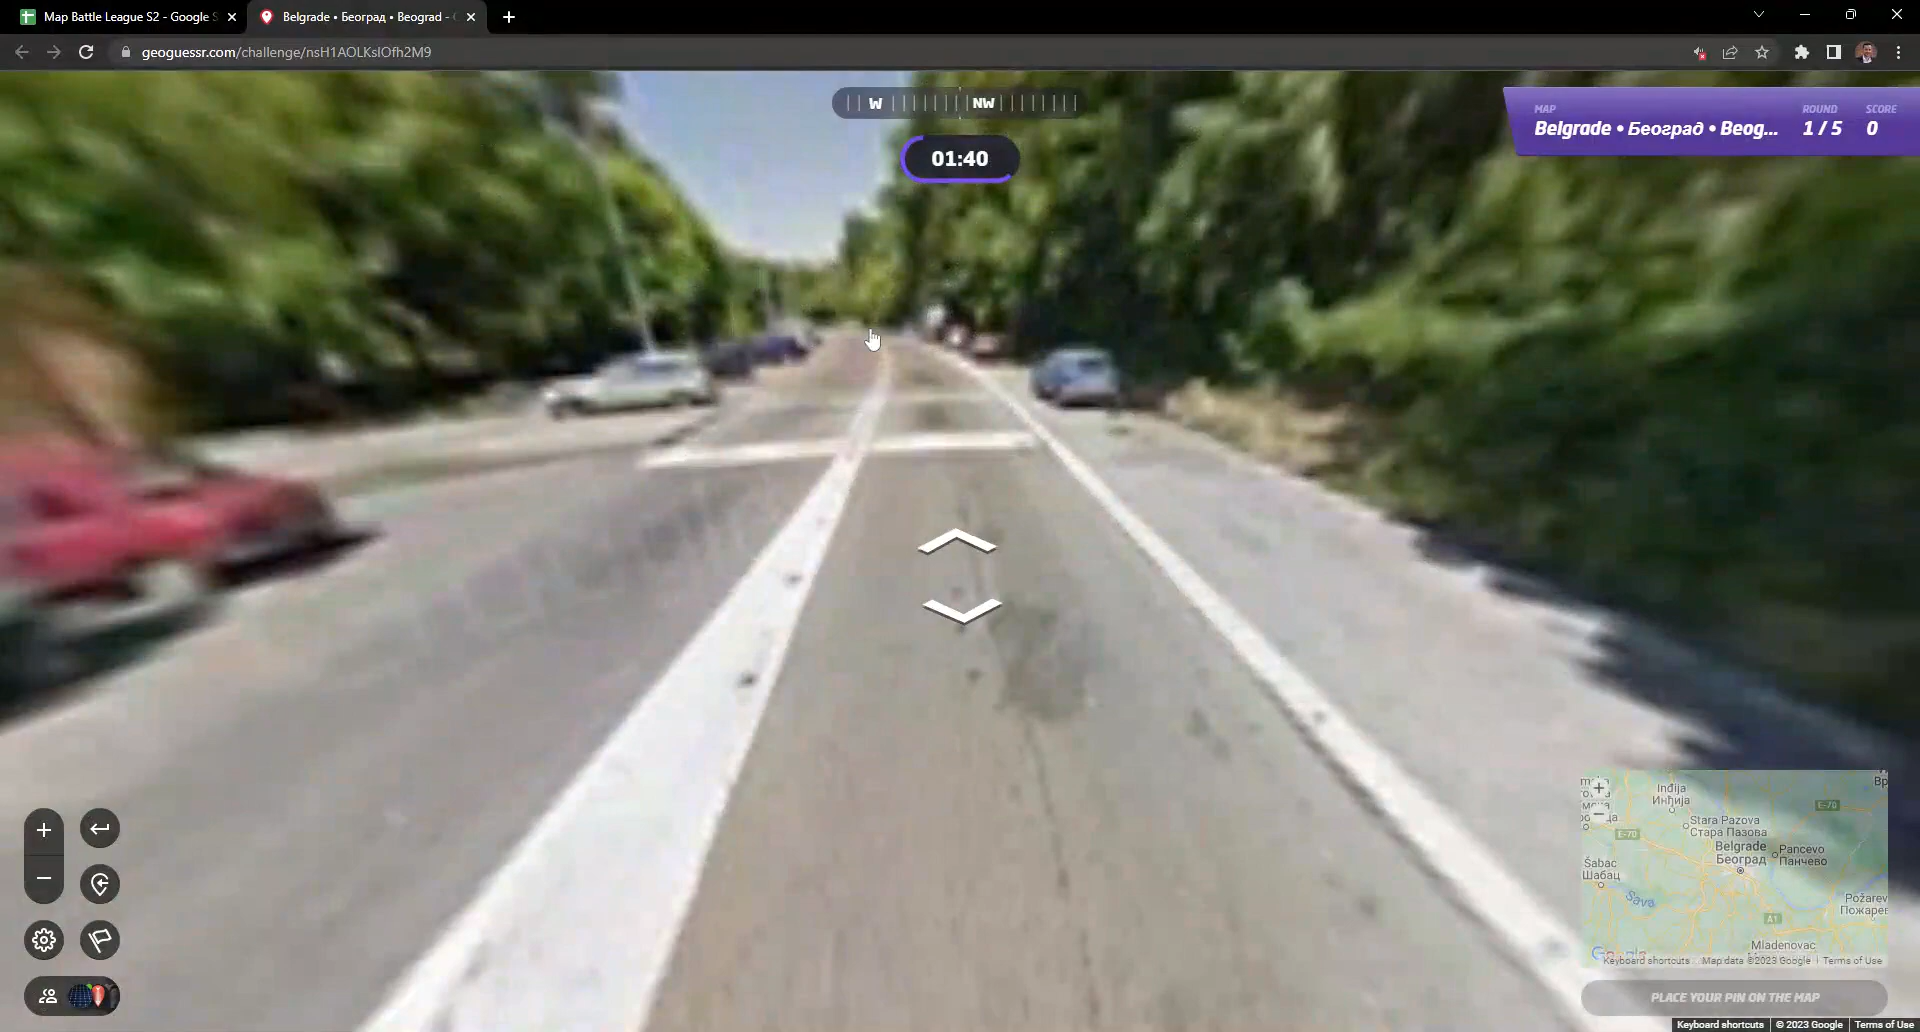 Map Battle League S2 - Google S
Belgrade • Београд • Beograd - G
geoguessr.com/challenge/nsH1AOLKsIOfh2M9
W NW
01:40
MAP ROUND SCORE
Belgrade • Београд • Beog... 1 / 5 0
Inđija
Инђија
E-70
Stara Pazova
Стара Пазова
E-70
Belgrade
Београд
Pancevo
Панчево
Šabac
Шабац
Sava
Požarev
Пожарев
A1
Mladenovac
Младеновац
Google
Keyboard shortcuts Map data ©2023 Google Terms of Use
PLACE YOUR PIN ON THE MAP
Keyboard shortcuts © 2023 Google Terms of Use